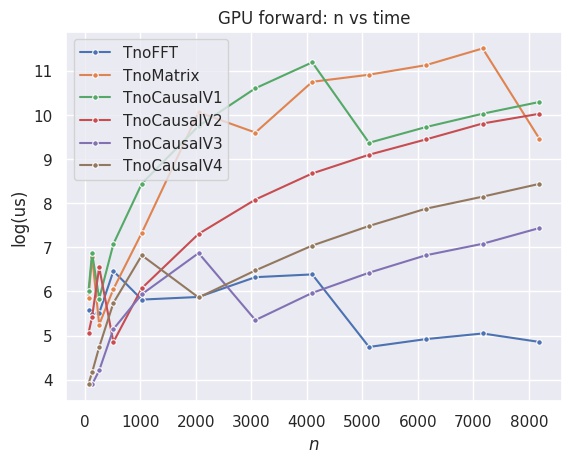 GPU forward: n vs time
TnoFFT
TnoMatrix
TnoCausalV1
TnoCausalV2
TnoCausalV3
TnoCausalV4
log(us)
11
10
9
8
7
6
5
4
0
1000
2000
3000
4000
5000
6000
7000
8000
n